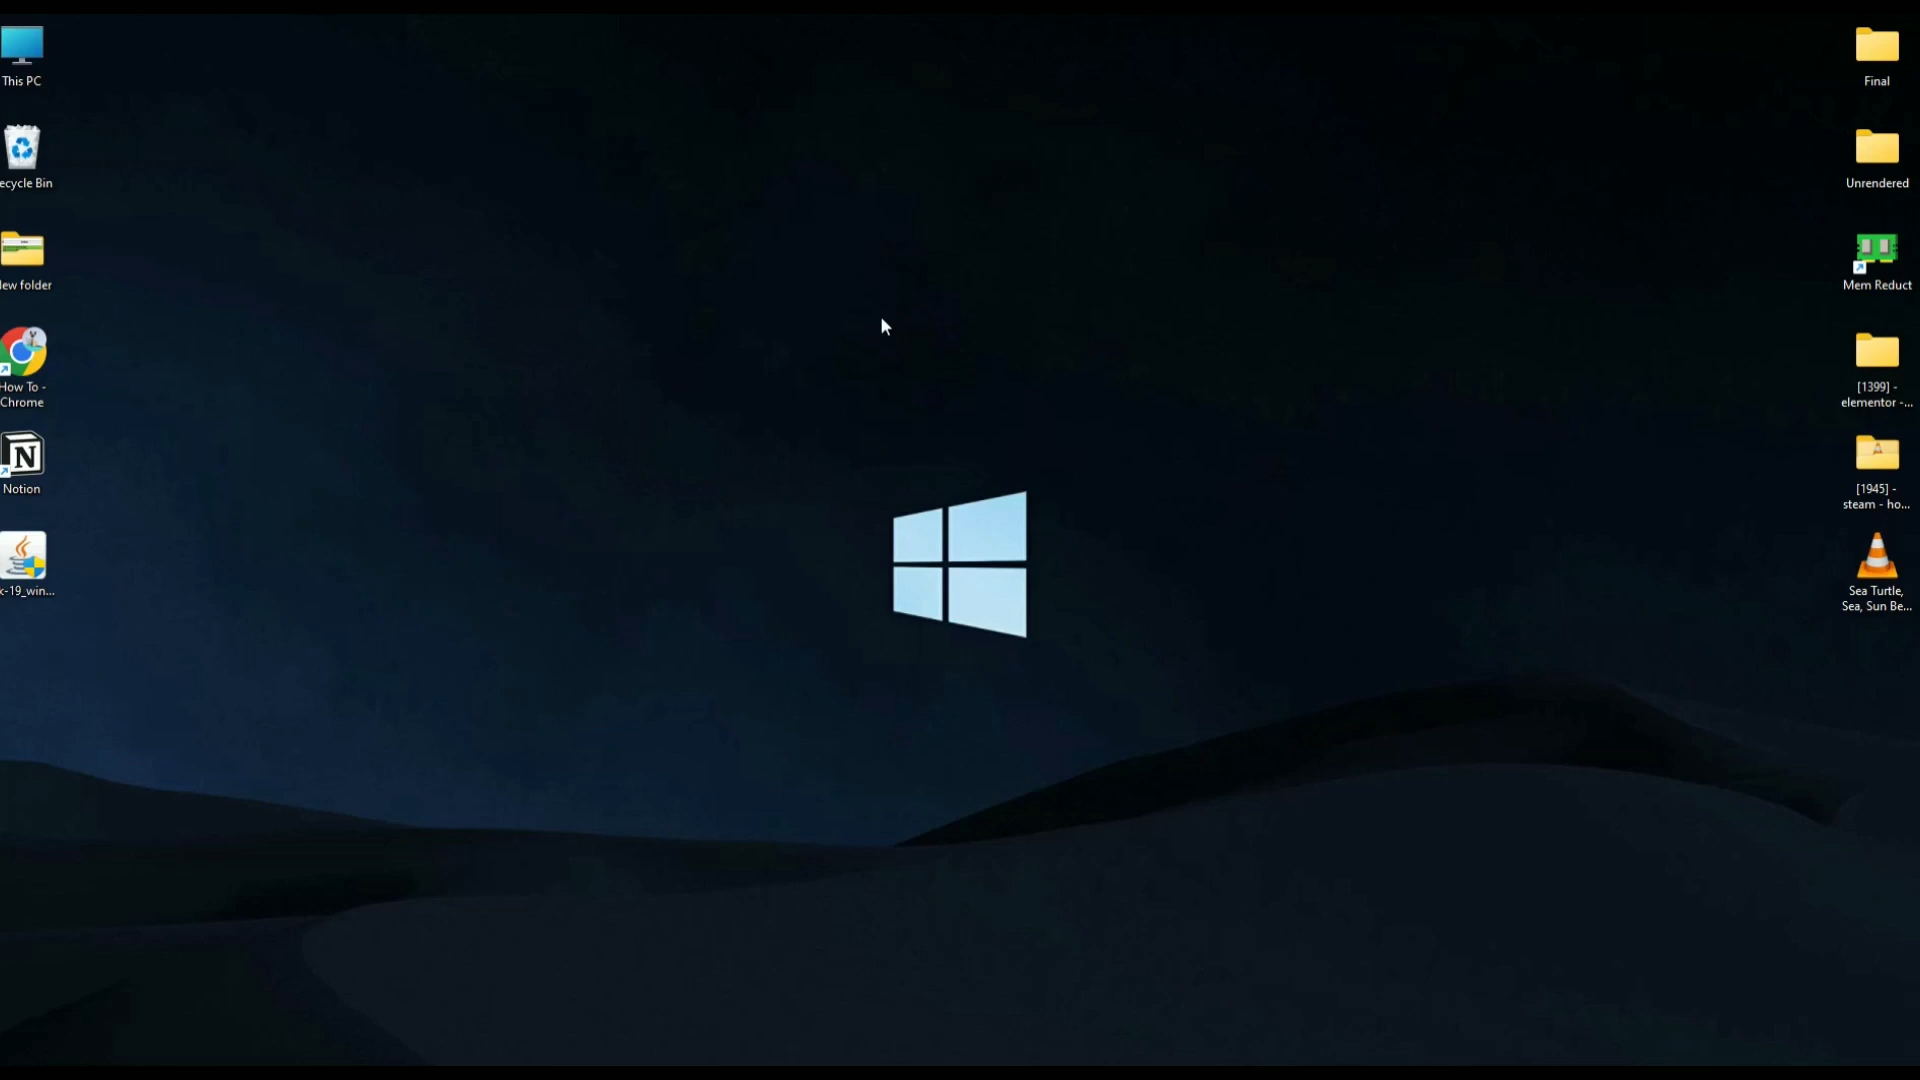 This PC
ecycle Bin
ew folder
How To -
Chrome
N
Notion
k-19_win...
Final
Unrendered
Mem Reduct
[1399] -
elementor -...
[1945] -
steam - ho...
Sea Turtle,
Sea, Sun Be...